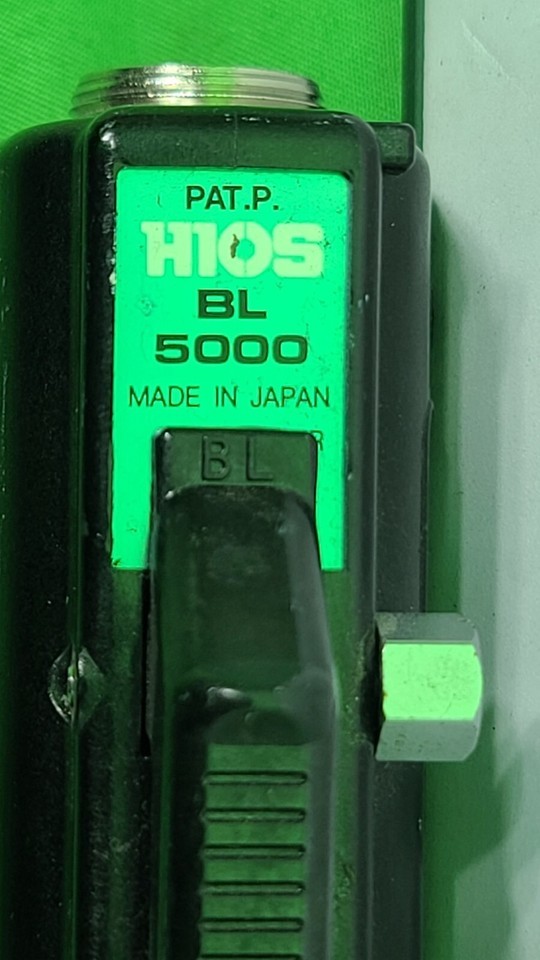 PAT.P.
HIOS
BL
5000
MADE IN JAPAN
BL